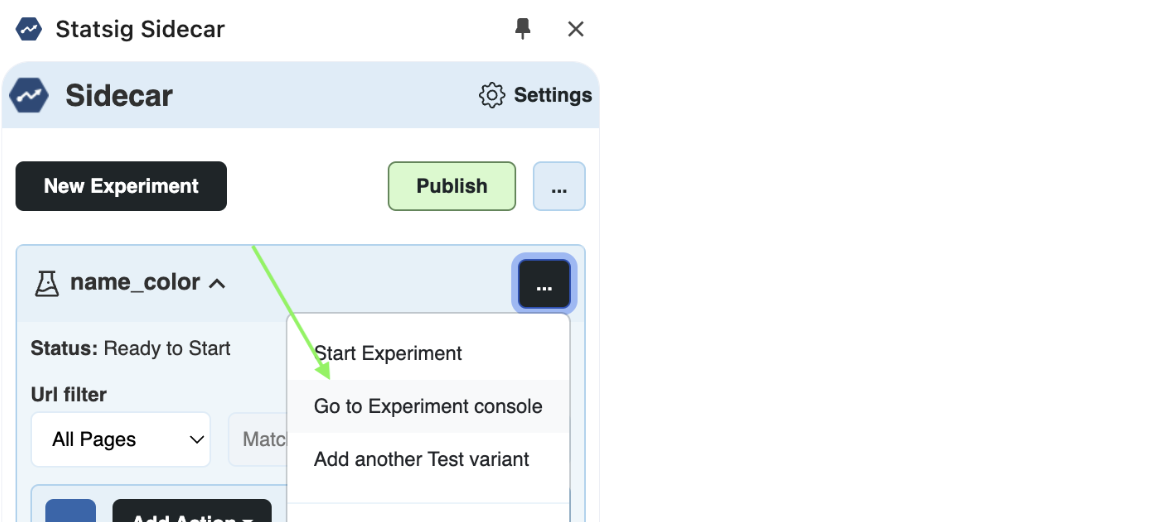 Statsig Sidecar
Sidecar
Settings
New Experiment
Publish
...
name_color
...
Status: Ready to Start
Start Experiment
Url filter
Go to Experiment console
All Pages
Add another Test variant
Add Action